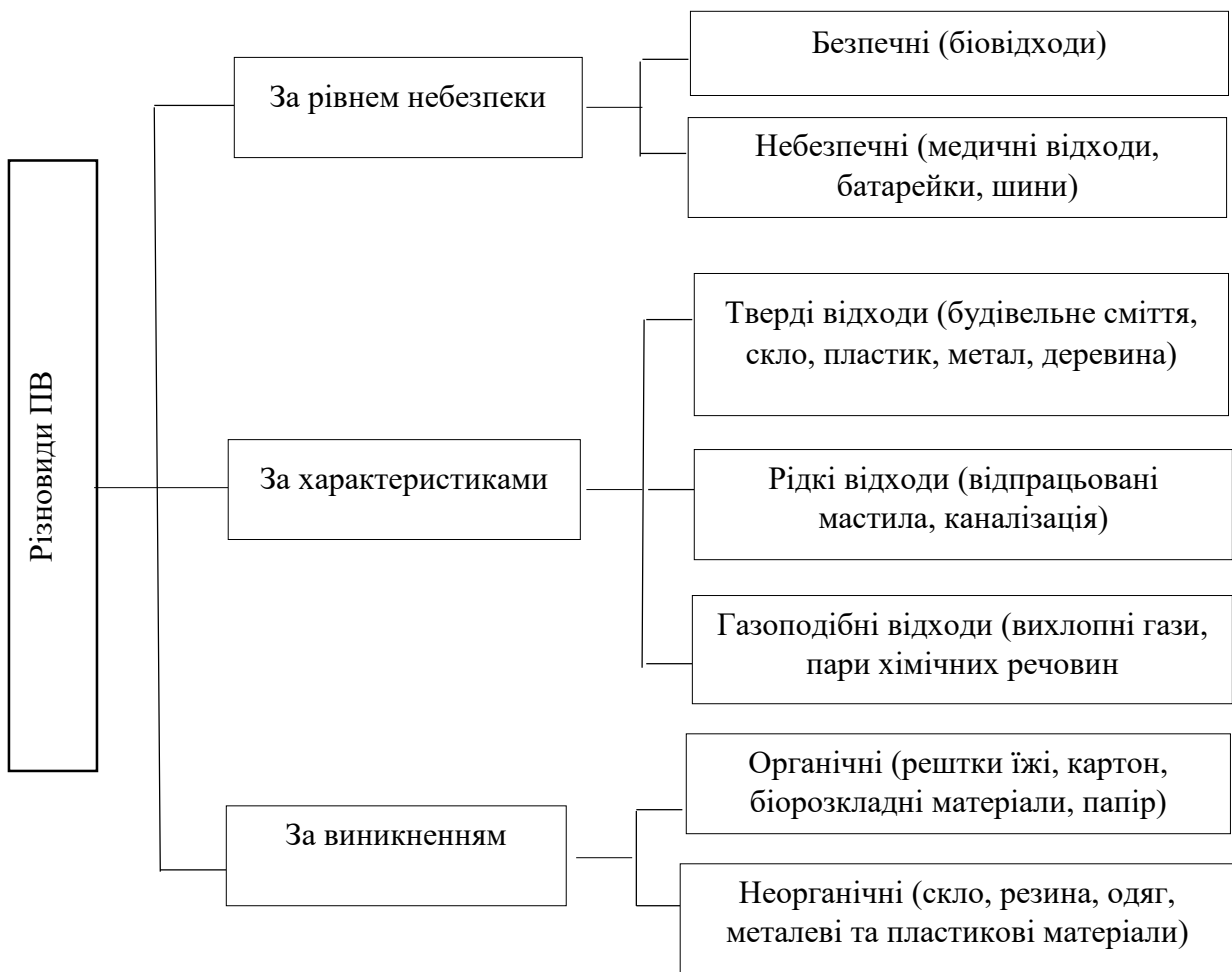 Різновиди ПВ
За рівнем небезпеки
Безпечні (біовідходи)
Небезпечні (медичні відходи,
батарейки, шини)
За характеристиками
Тверді відходи (будівельне сміття,
скло, пластик, метал, деревина)
Рідкі відходи (відпрацьовані
мастила, каналізація)
Газоподібні відходи (вихлопні гази,
пари хімічних речовин
За виникненням
Органічні (рештки їжі, картон,
біорозкладні матеріали, папір)
Неорганічні (скло, резина, одяг,
металеві та пластикові матеріали)